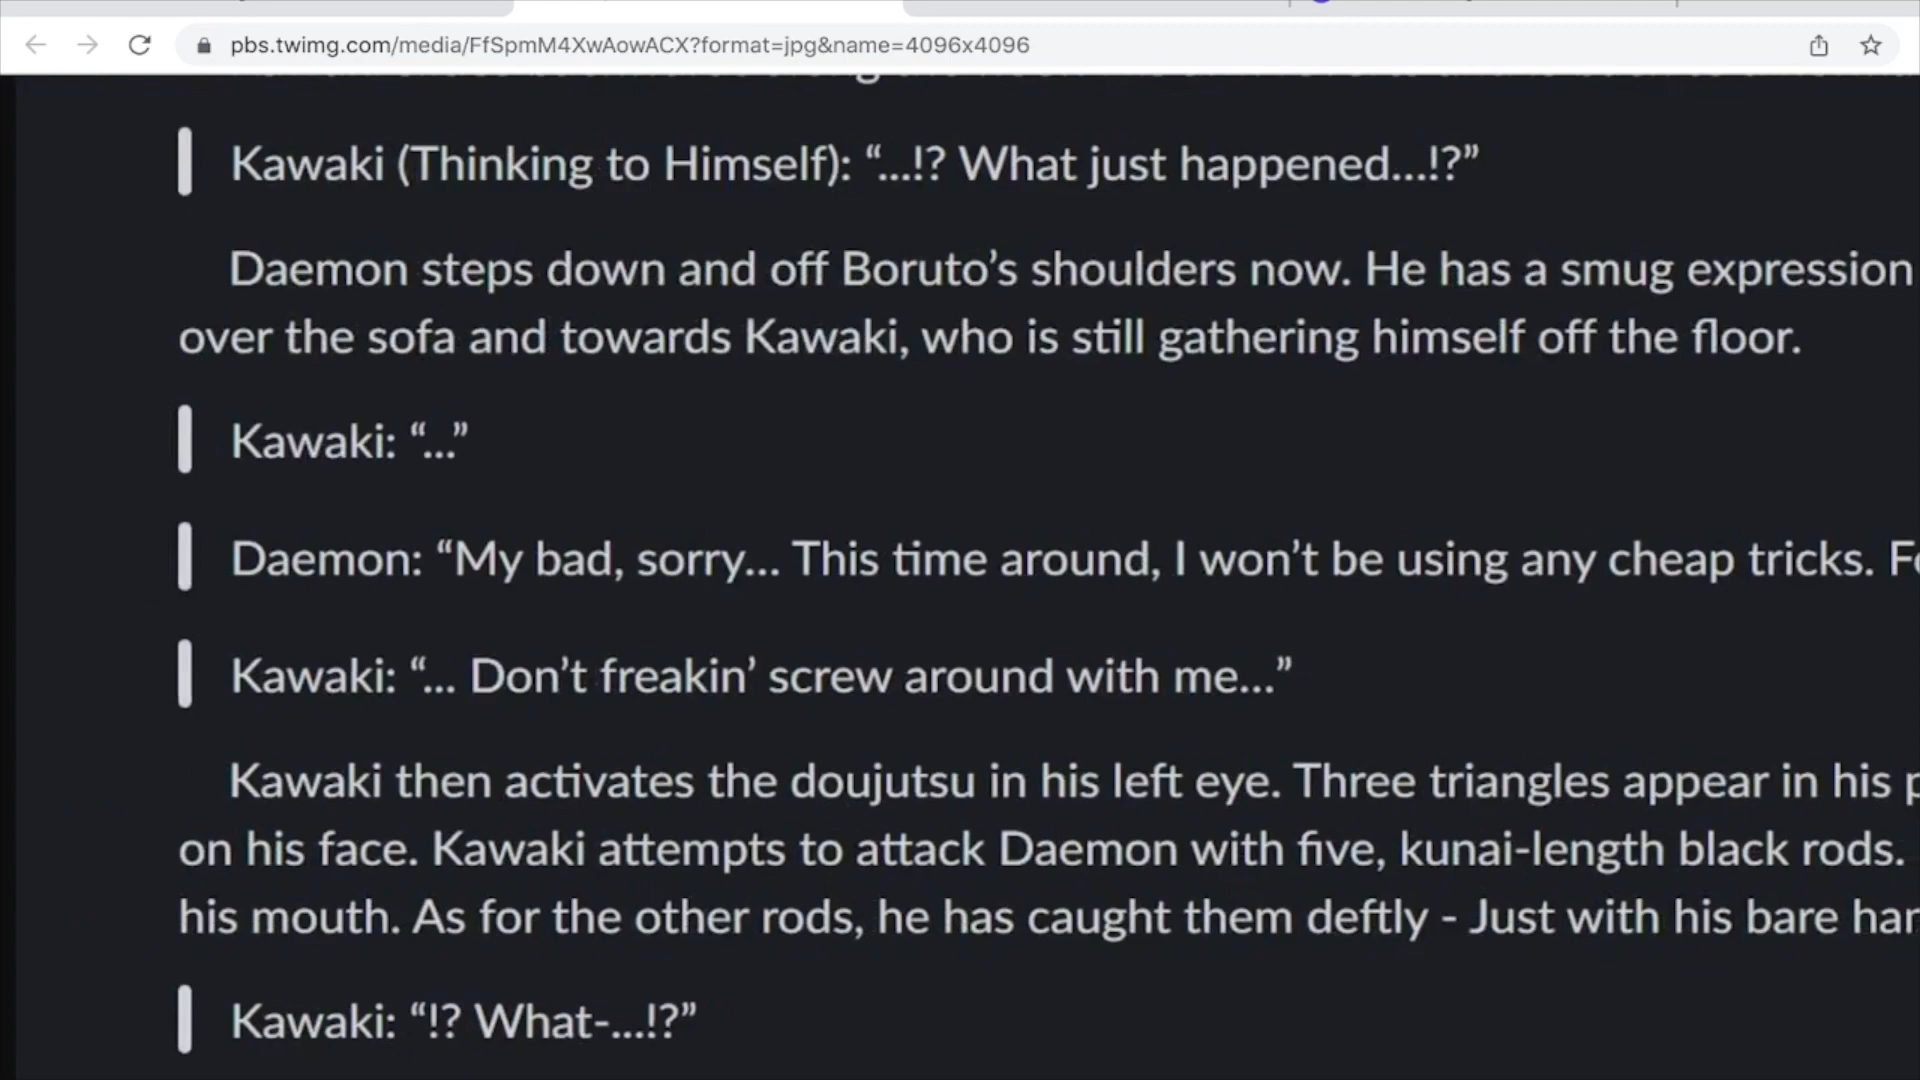 pbs.twimg.com/media/FfSpmM4XwAowACX?format=jpg&name=4096x4096
Kawaki (Thinking to Himself): “...!? What just happened...!?”
Daemon steps down and off Boruto’s shoulders now. He has a smug expression
over the sofa and towards Kawaki, who is still gathering himself off the floor.
Kawaki: “...”
Daemon: “My bad, sorry... This time around, I won’t be using any cheap tricks.
Kawaki: “... Don’t freakin’ screw around with me...”
Kawaki then activates the doujutsu in his left eye. Three triangles appear in his
on his face. Kawaki attempts to attack Daemon with five, kunai-length black rods.
his mouth. As for the other rods, he has caught them deftly - Just with his bare
Kawaki: “!? What-...!?”